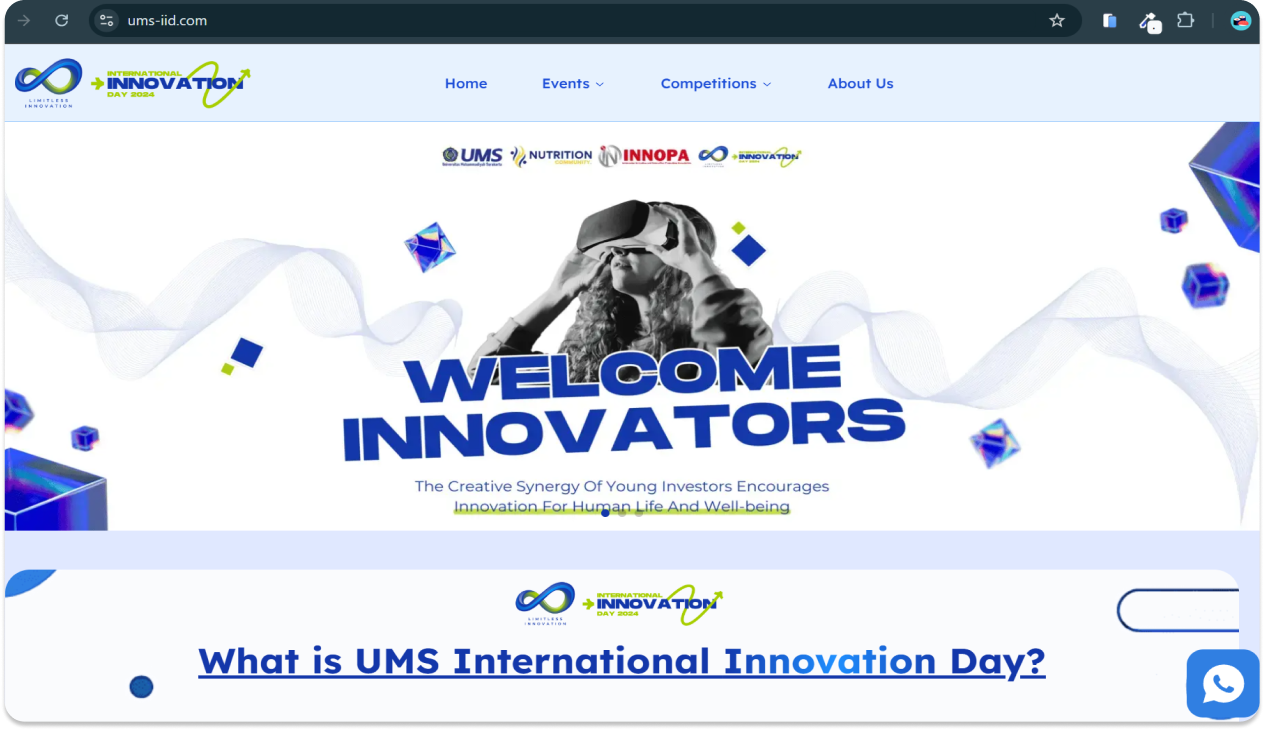 ums-iid.com
LIMITLESS
INNOVATION
INTERNATIONAL
INNOVATION
DAY 2024
Home
Events
Competitions
About Us
UMS
NUTRITION
COMMUNITY
INNOPA
INTERNATIONAL
INNOVATION
WELCOME
INNOVATORS
The Creative Synergy Of Young Investors Encourages
Innovation For Human Life And Well-being
LIMITLESS
INNOVATION
INTERNATIONAL
INNOVATION
DAY 2024
What is UMS International Innovation Day?